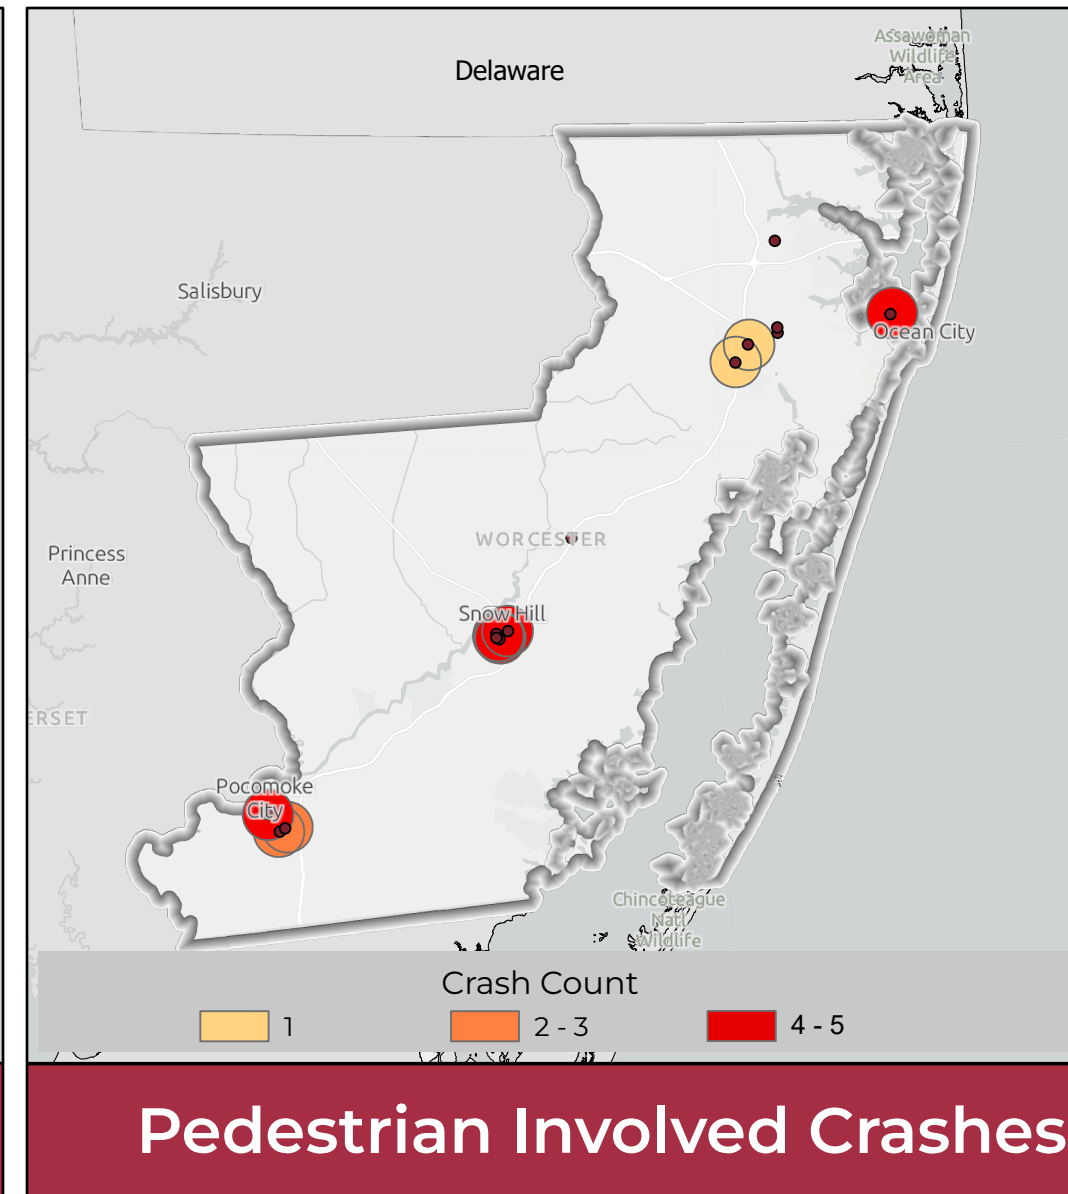 Assawoman
Wildlife
Area
Delaware
Salisbury
Ocean City
Princess
Anne
WORCESTER
Snow Hill
ERSET
Pocomoke
City
Chincoteague
Natl
Wildlife
Crash Count
1
2 - 3
4 - 5
Pedestrian Involved Crashes